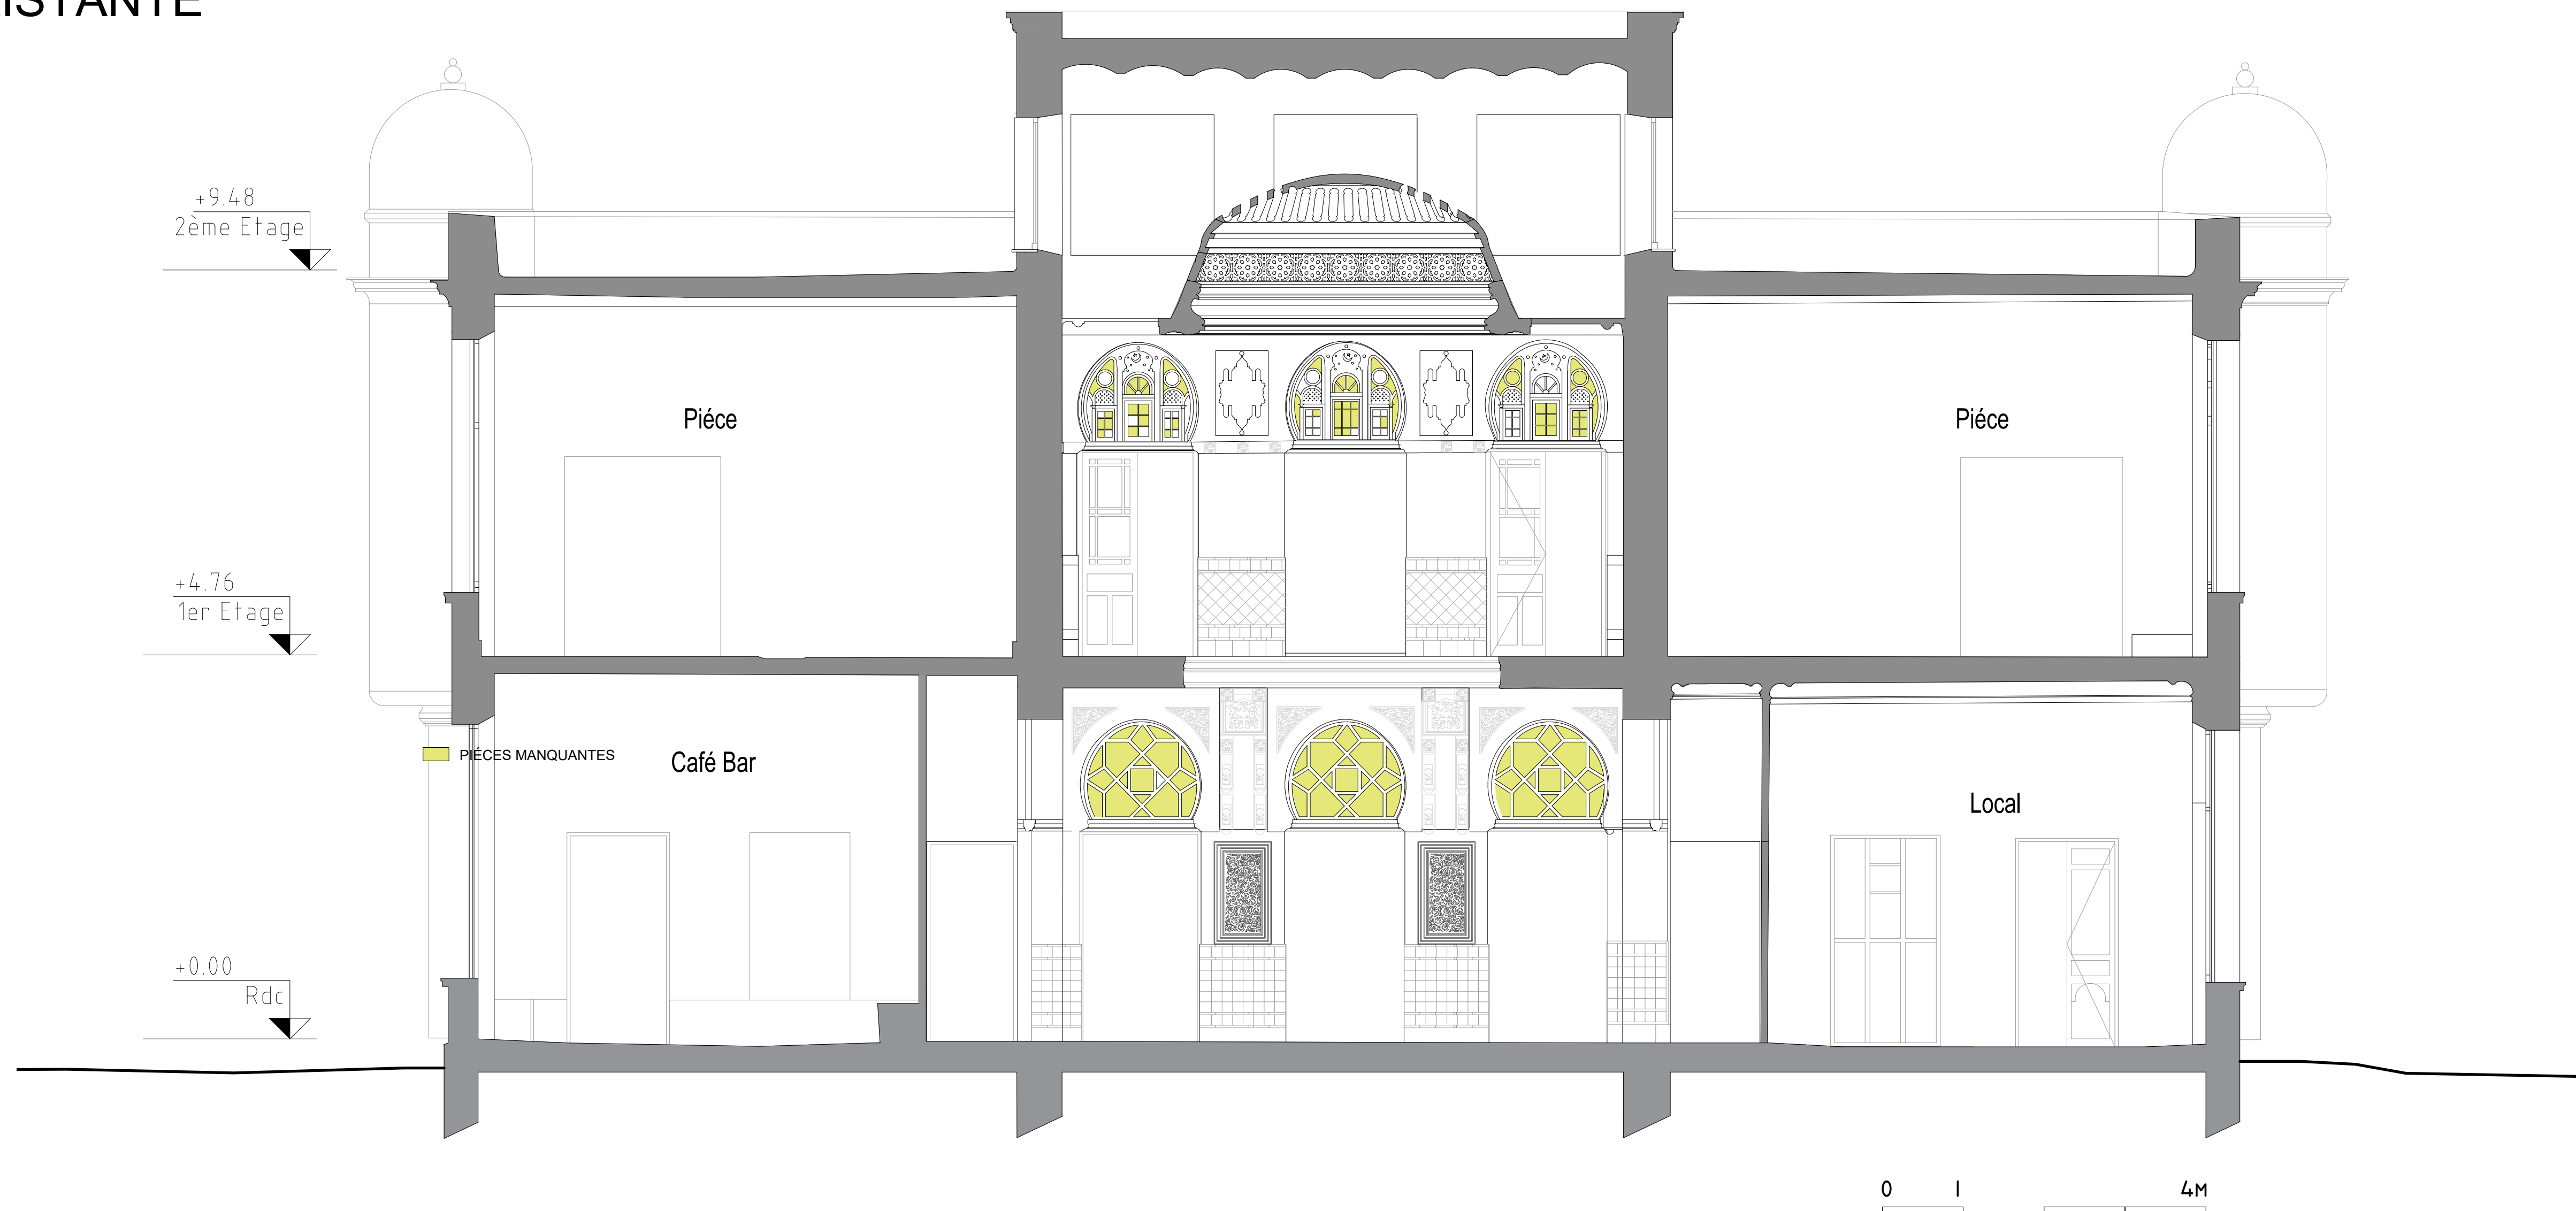 ISTANTE
+9.48
2ème Etage
Piéce
Piéce
+4.76
1er Etage
PIÉCES MANQUANTES
Café Bar
Local
+0.00
Rdc
0 1 4M